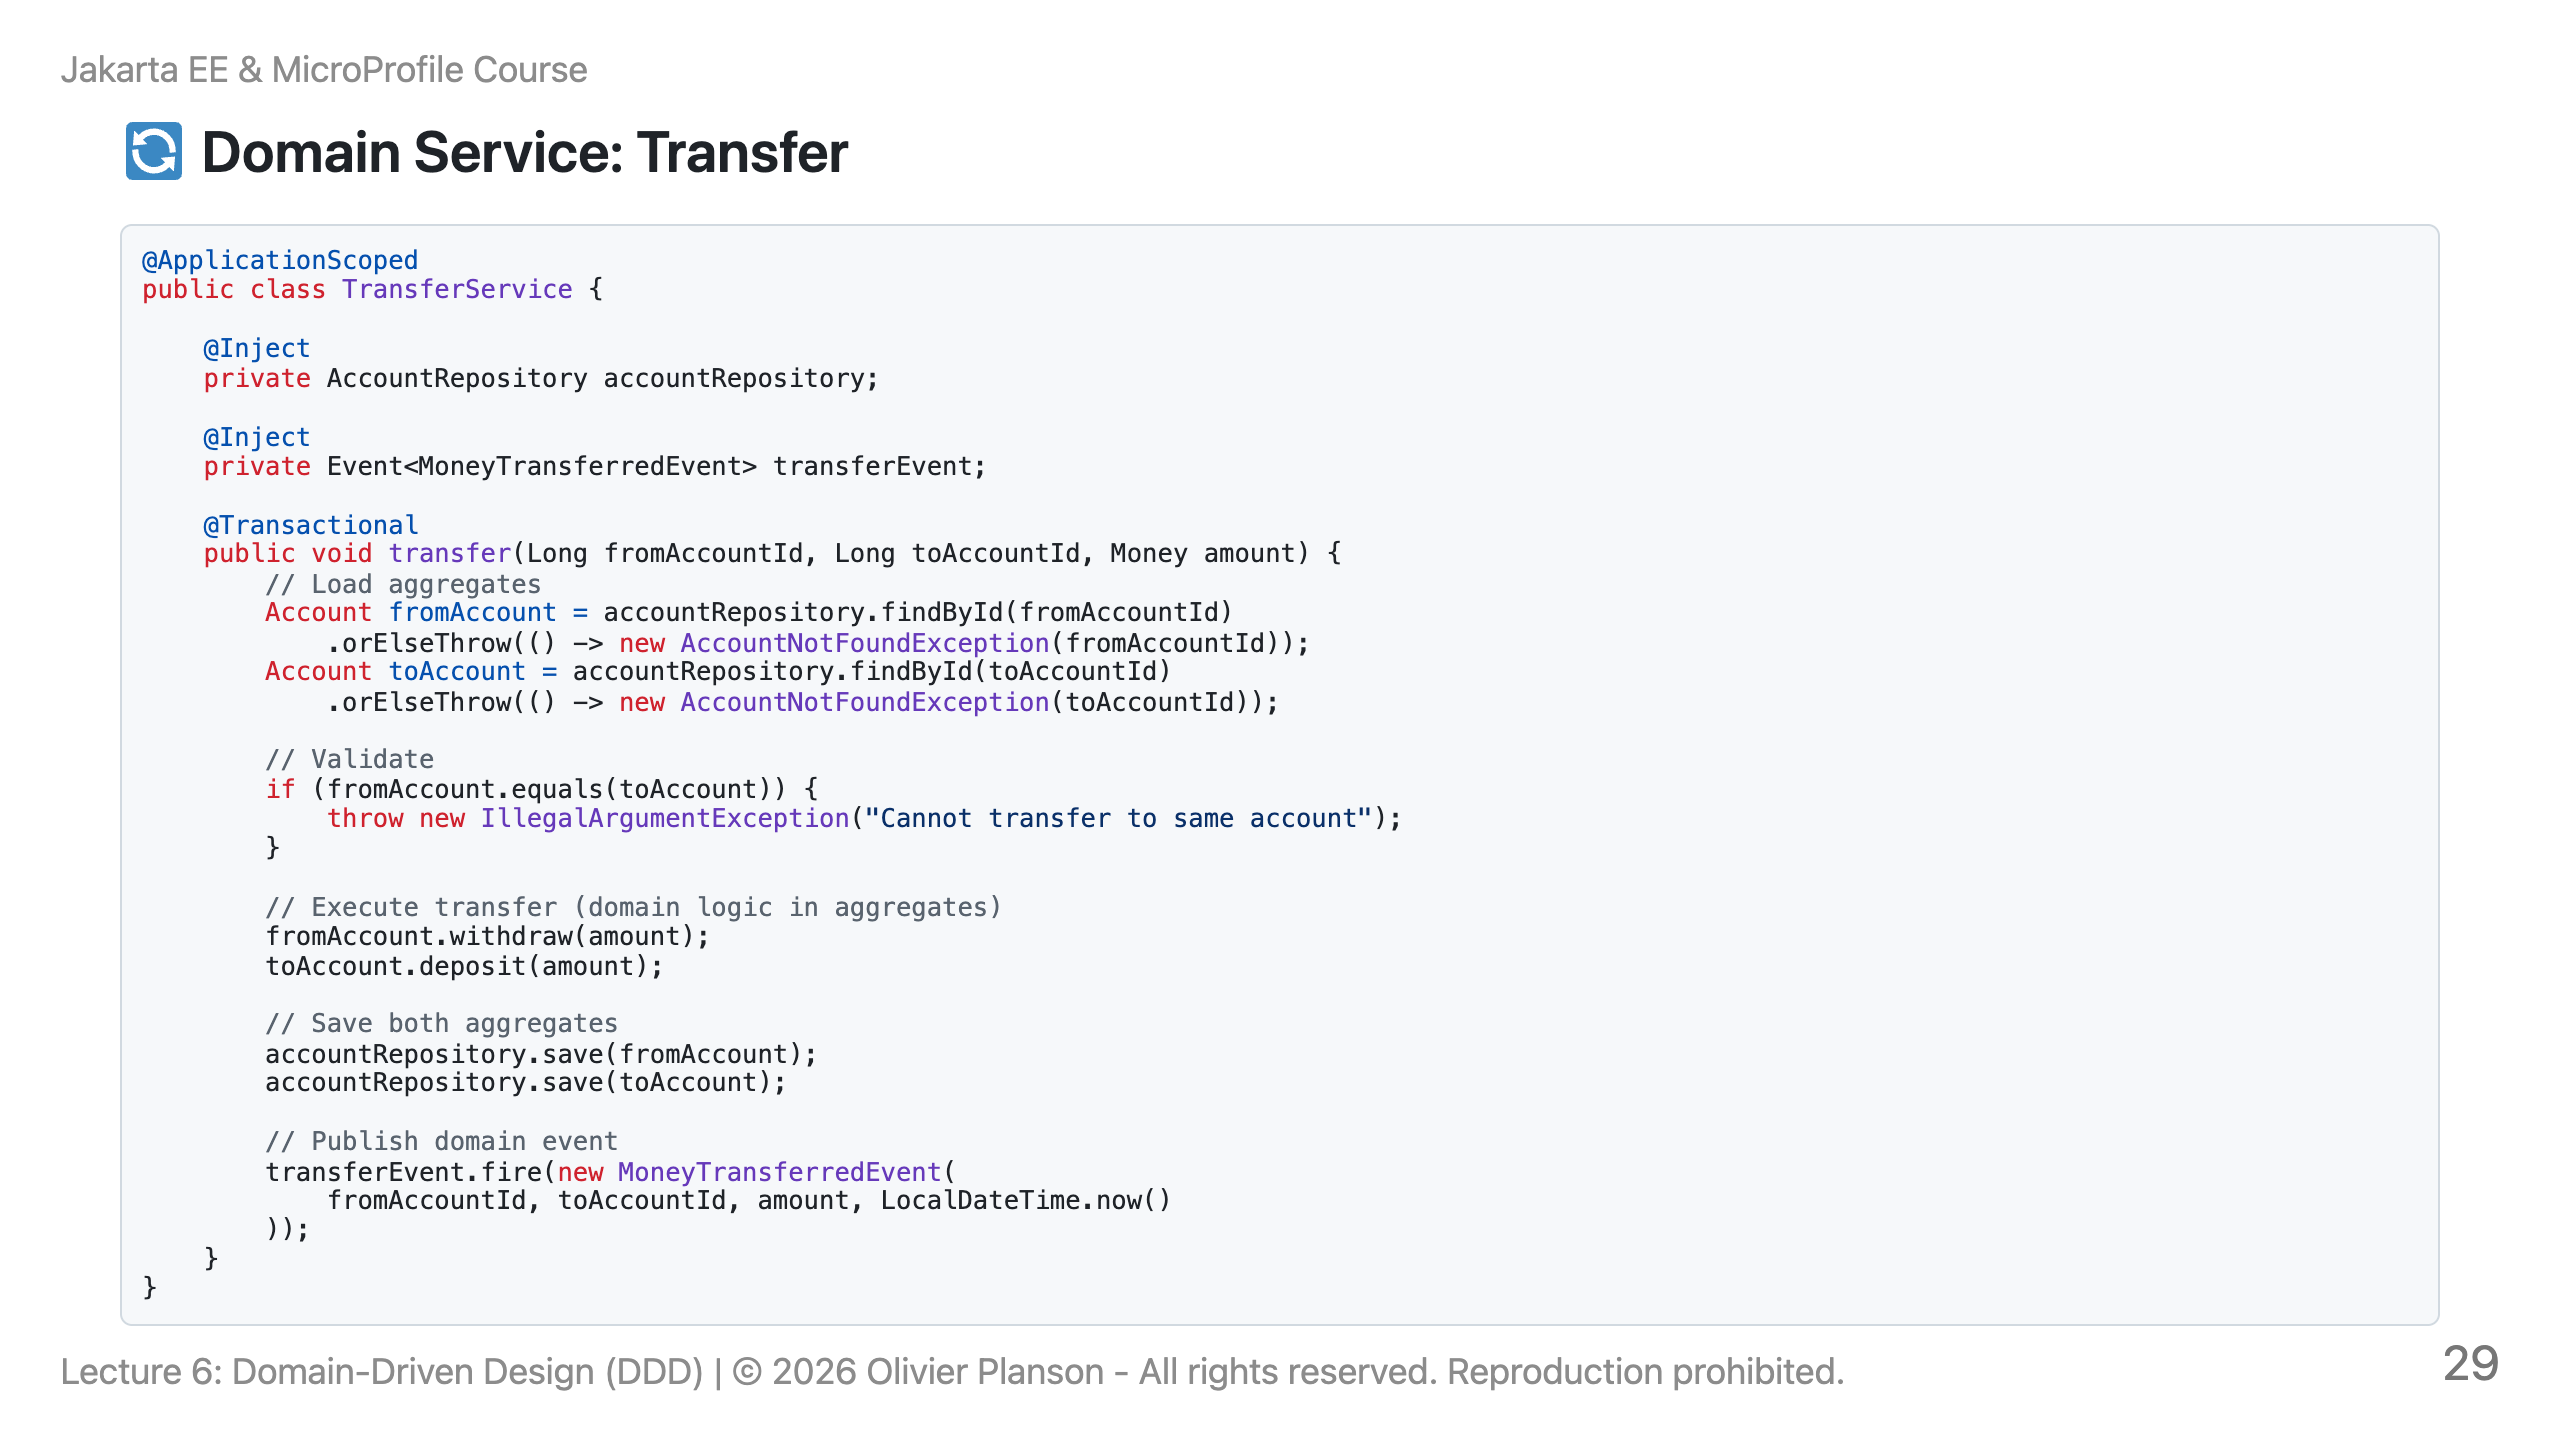 Jakarta EE & MicroProfile Course
🔄 Domain Service: Transfer
@ApplicationScoped
public class TransferService {

    @Inject
    private AccountRepository accountRepository;

    @Inject
    private Event<MoneyTransferredEvent> transferEvent;

    @Transactional
    public void transfer(Long fromAccountId, Long toAccountId, Money amount) {
        // Load aggregates
        Account fromAccount = accountRepository.findById(fromAccountId)
            .orElseThrow(() -> new AccountNotFoundException(fromAccountId));
        Account toAccount = accountRepository.findById(toAccountId)
            .orElseThrow(() -> new AccountNotFoundException(toAccountId));

        // Validate
        if (fromAccount.equals(toAccount)) {
            throw new IllegalArgumentException("Cannot transfer to same account");
        }

        // Execute transfer (domain logic in aggregates)
        fromAccount.withdraw(amount);
        toAccount.deposit(amount);

        // Save both aggregates
        accountRepository.save(fromAccount);
        accountRepository.save(toAccount);

        // Publish domain event
        transferEvent.fire(new MoneyTransferredEvent(
            fromAccountId, toAccountId, amount, LocalDateTime.now()
        ));
    }
}
Lecture 6: Domain-Driven Design (DDD) | © 2026 Olivier Planson - All rights reserved. Reproduction prohibited.
29